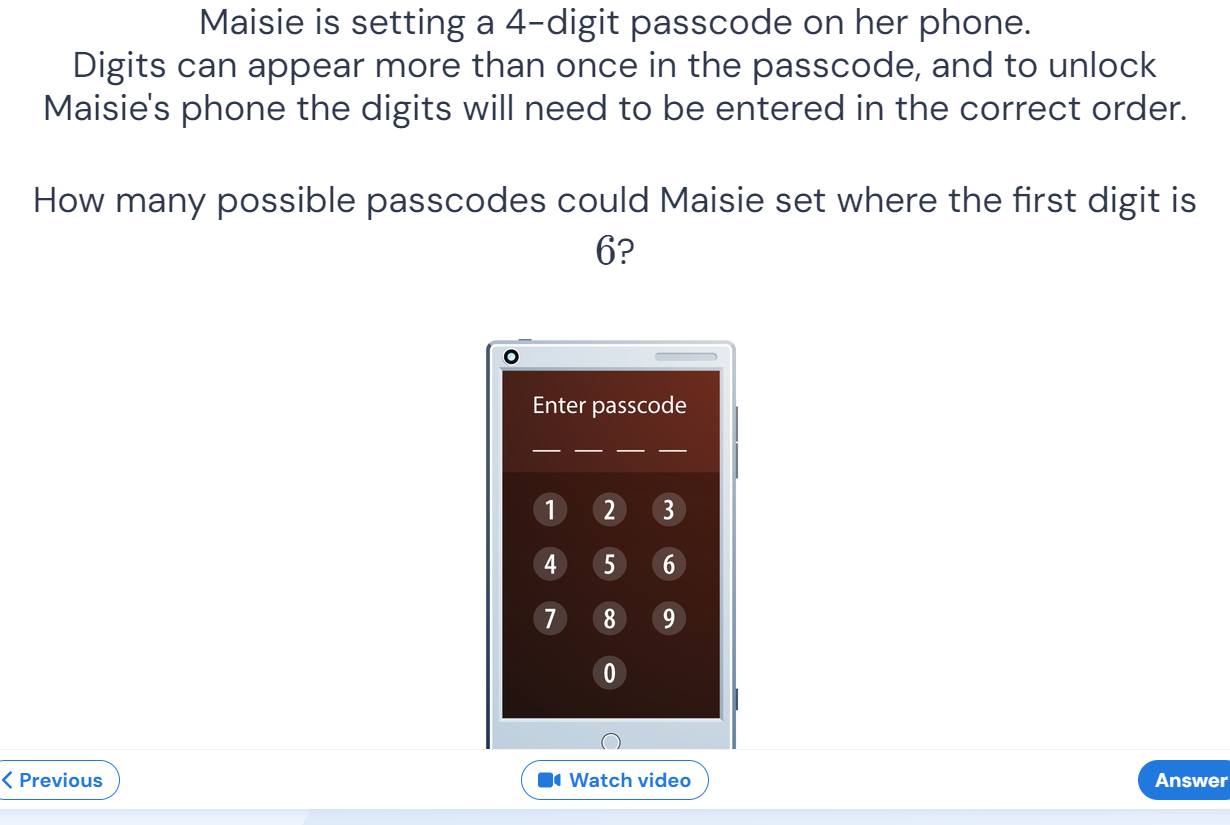 Maisie is setting a 4-digit passcode on her phone.
Digits can appear more than once in the passcode, and to unlock
Maisie's phone the digits will need to be entered in the correct order.
How many possible passcodes could Maisie set where the first digit is
6?
Enter passcode
1 2 3
4 5 6
7 8 9
0
Previous
Watch video
Answer